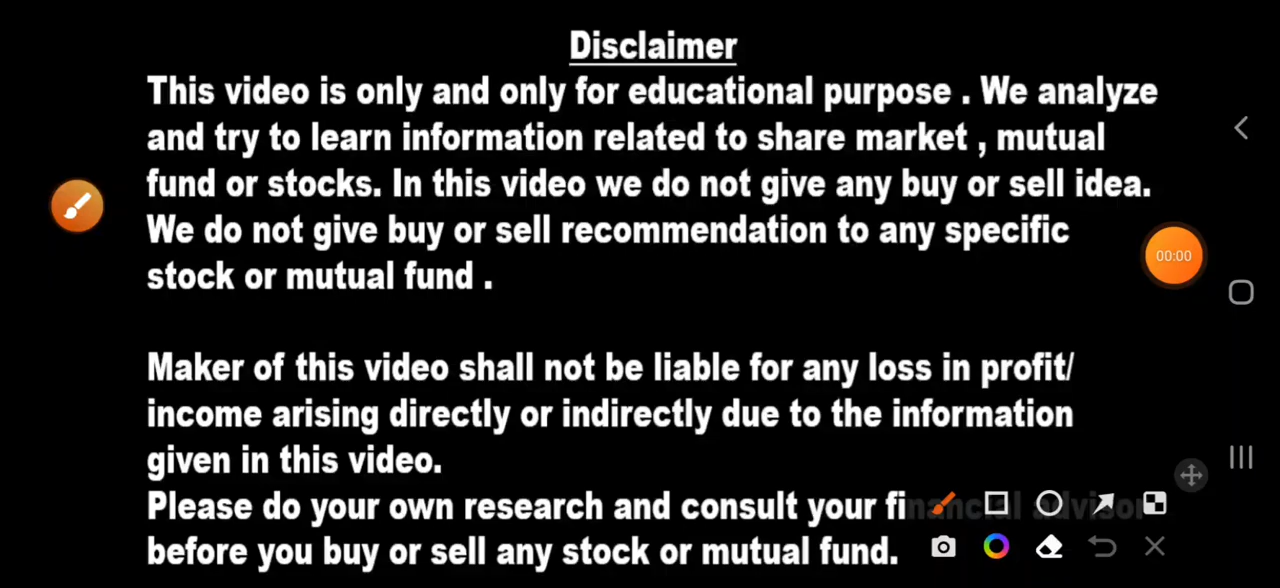 Disclaimer
This video is only and only for educational purpose . We analyze
and try to learn information related to share market , mutual
fund or stocks. In this video we do not give any buy or sell idea.
We do not give buy or sell recommendation to any specific
stock or mutual fund .
00:00
Maker of this video shall not be liable for any loss in profit/
income arising directly or indirectly due to the information
given in this video.
Please do your own research and consult your financial advisor
before you buy or sell any stock or mutual fund.